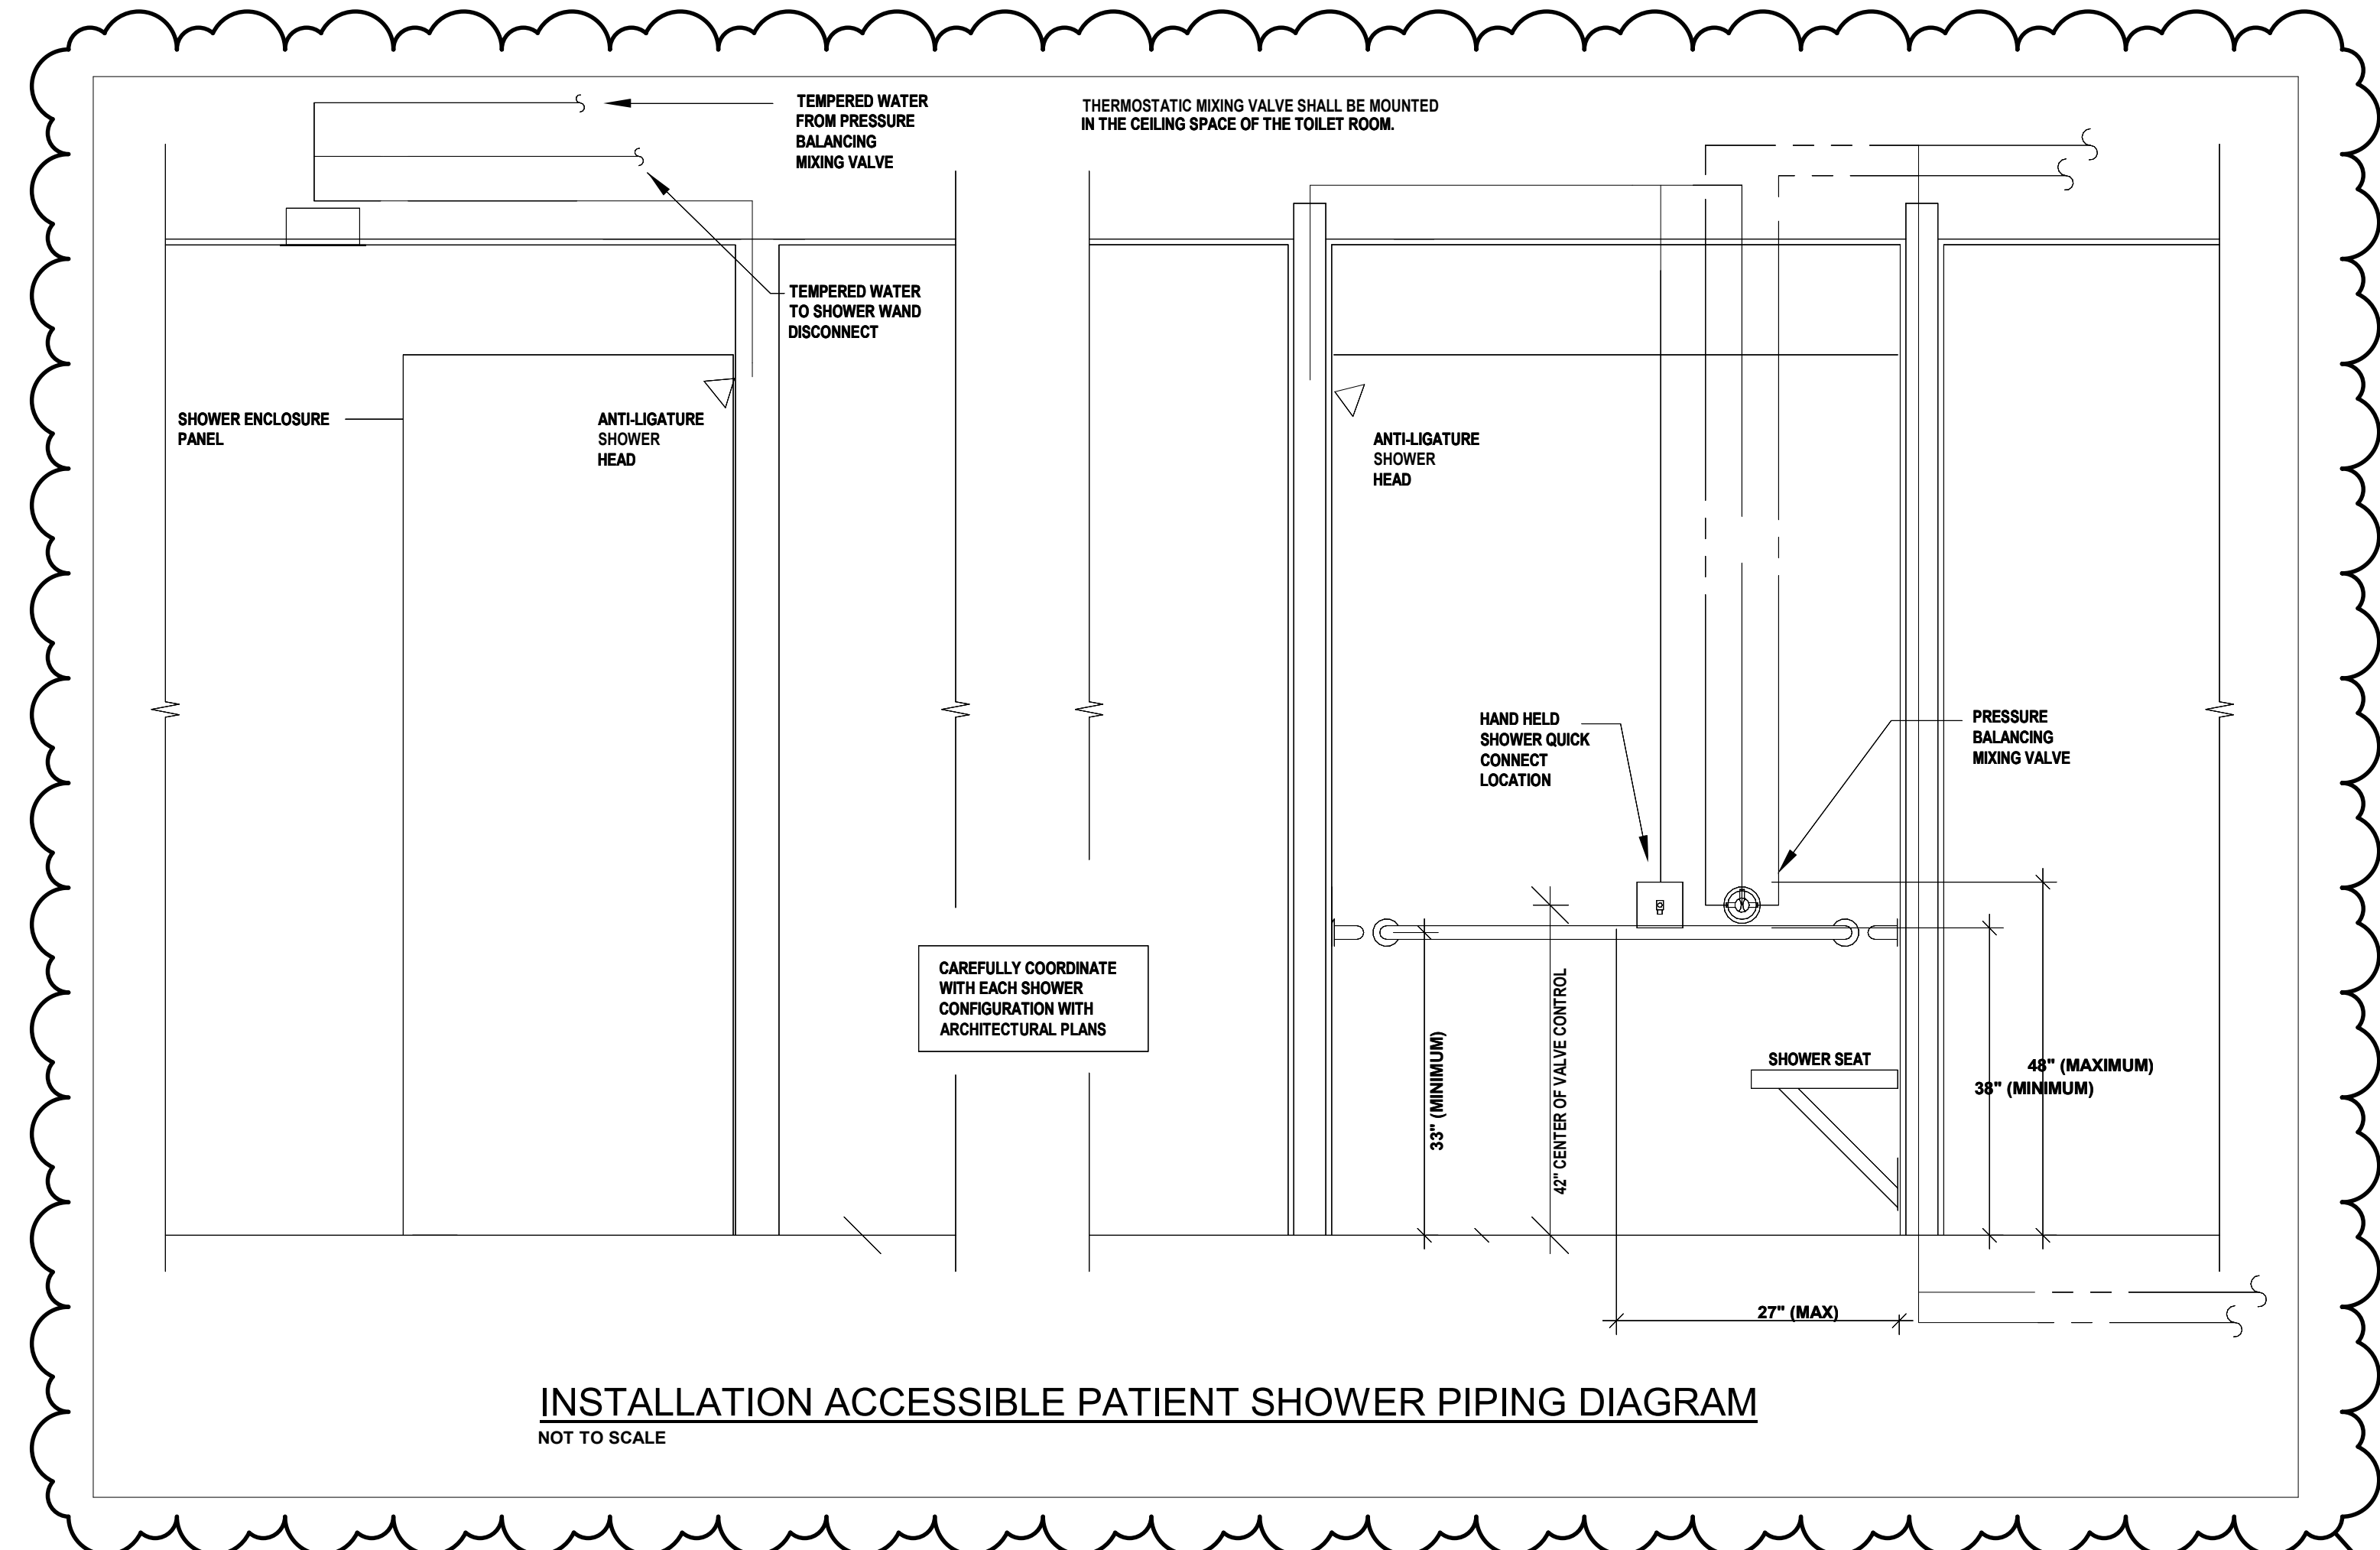 TEMPERED WATER
FROM PRESSURE
BALANCING
MIXING VALVE
THERMOSTATIC MIXING VALVE SHALL BE MOUNTED
IN THE CEILING SPACE OF THE TOILET ROOM.
TEMPERED WATER
TO SHOWER WAND
DISCONNECT
SHOWER ENCLOSURE
PANEL
ANTI-LIGATURE
SHOWER
HEAD
ANTI-LIGATURE
SHOWER
HEAD
HAND HELD
SHOWER QUICK
CONNECT
LOCATION
PRESSURE
BALANCING
MIXING VALVE
CAREFULLY COORDINATE
WITH EACH SHOWER
CONFIGURATION WITH
ARCHITECTURAL PLANS
33" (MINIMUM)
42" CENTER OF VALVE CONTROL
SHOWER SEAT
48" (MAXIMUM)
38" (MINIMUM)
27" (MAX)
INSTALLATION ACCESSIBLE PATIENT SHOWER PIPING DIAGRAM
NOT TO SCALE